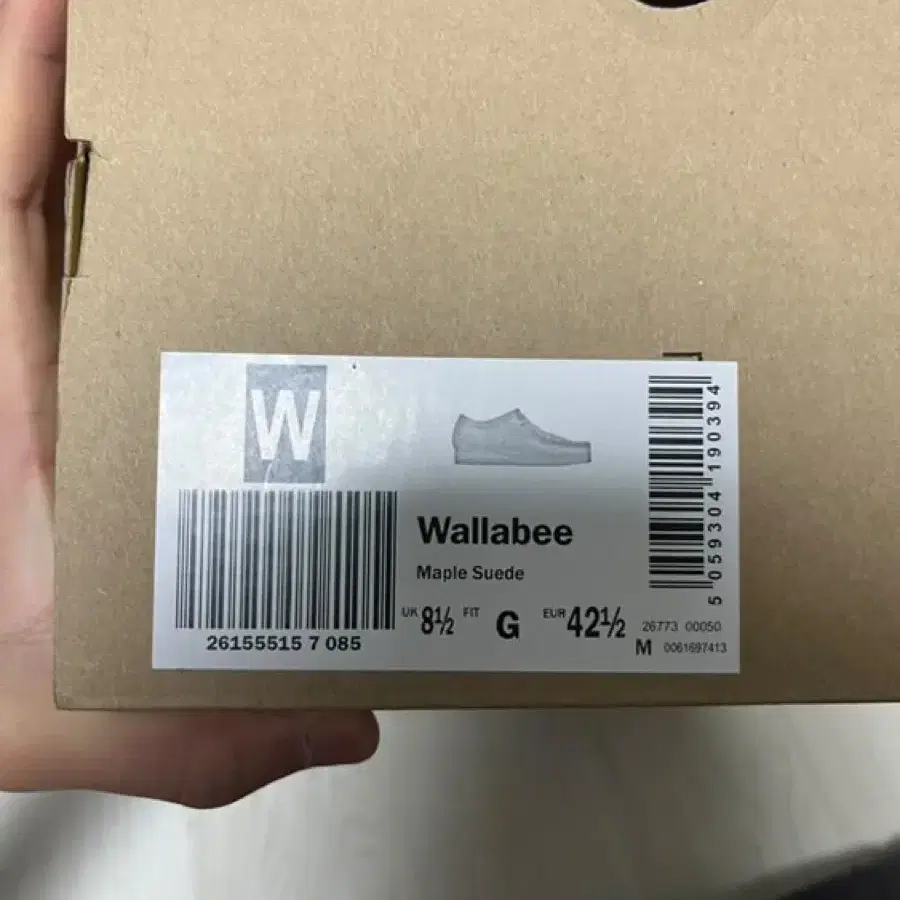 W
Wallabee
Maple Suede
UK 8½ FIT G EUR 42½
26155515 7 085
5 059304 190394
26773 00050
M 0061697413